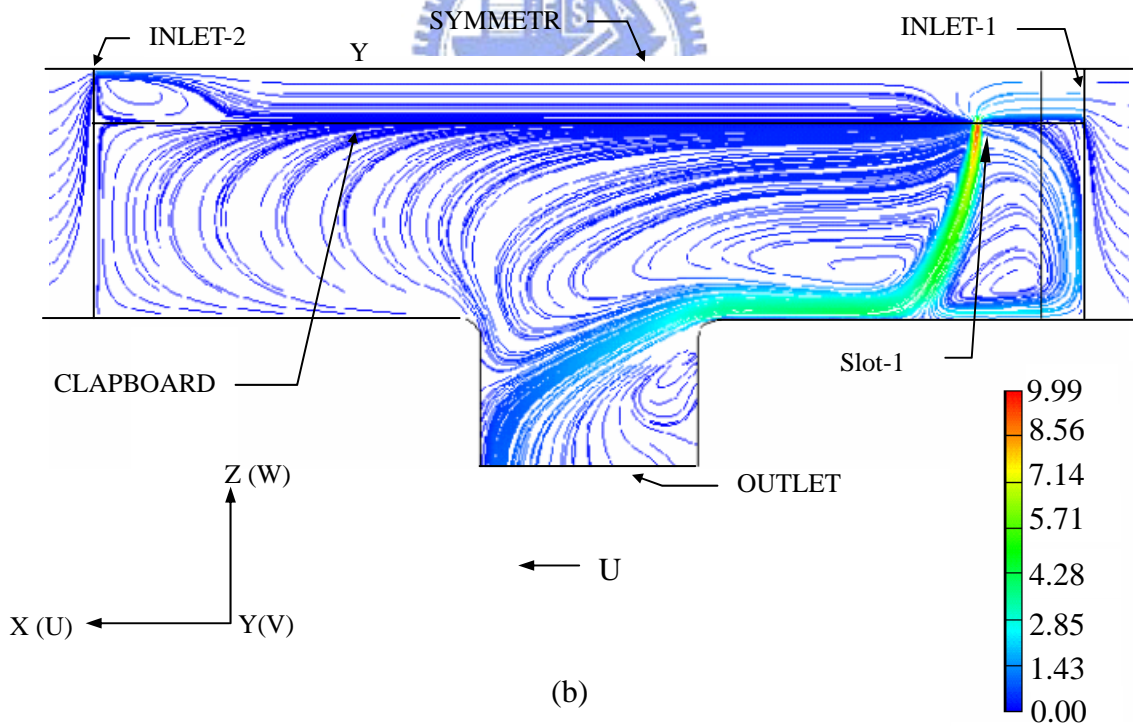 SYMMETR
Y
INLET-2
INLET-1
ES
Slot-1
CLAPBOARD
OUTLET
Z (W)
X (U)
Y(V)
U
9.99
8.56
7.14
5.71
4.28
2.85
1.43
0.00
(b)